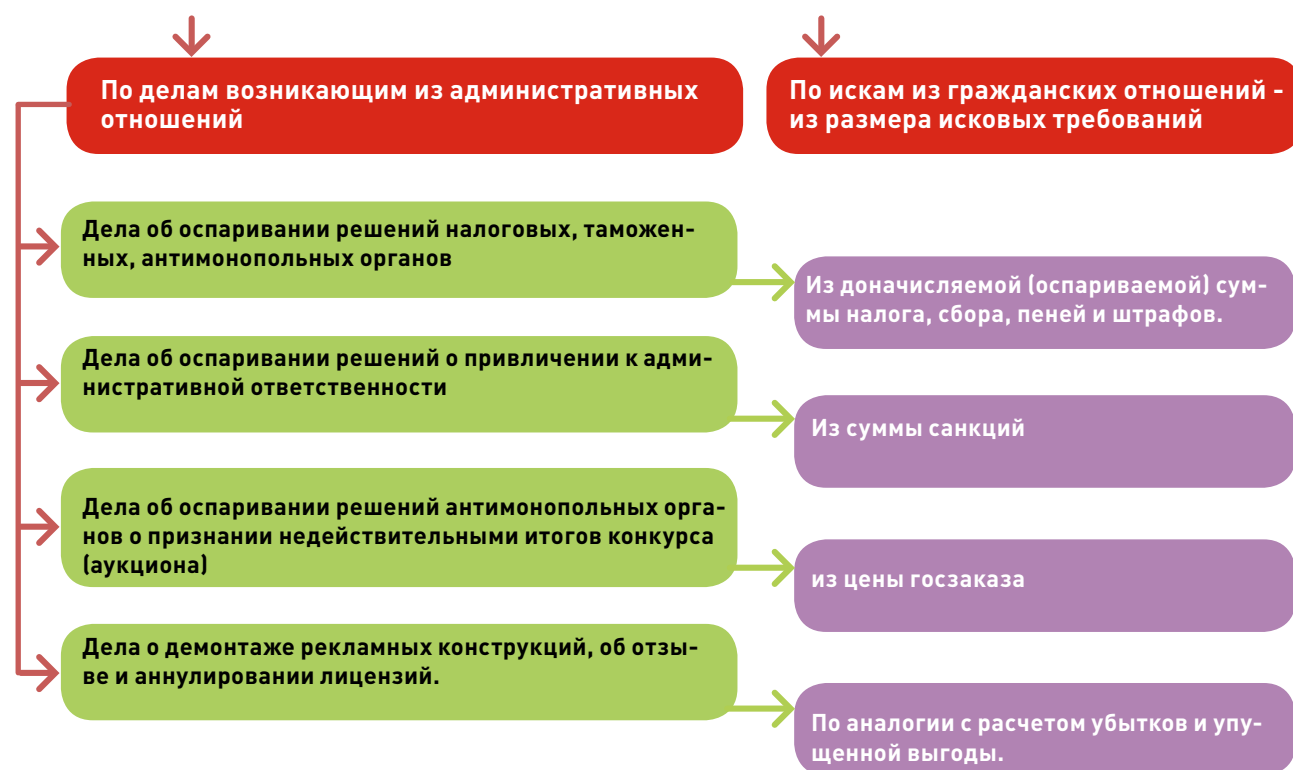 По делам возникающим из административных
отношений
По искам из гражданских отношений -
из размера исковых требований
Дела об оспаривании решений налоговых, таможен-
ных, антимонопольных органов
Из доначисляемой (оспариваемой) сум-
мы налога, сбора, пеней и штрафов.
Дела об оспаривании решений о привличении к адми-
нистративной ответственности
Из суммы санкций
Дела об оспаривании решений антимонопольных орга-
нов о признании недействительными итогов конкурса
(аукциона)
из цены госзаказа
Дела о демонтаже рекламных конструкций, об отзы-
ве и аннулировании лицензий.
По аналогии с расчетом убытков и упу-
щенной выгоды.